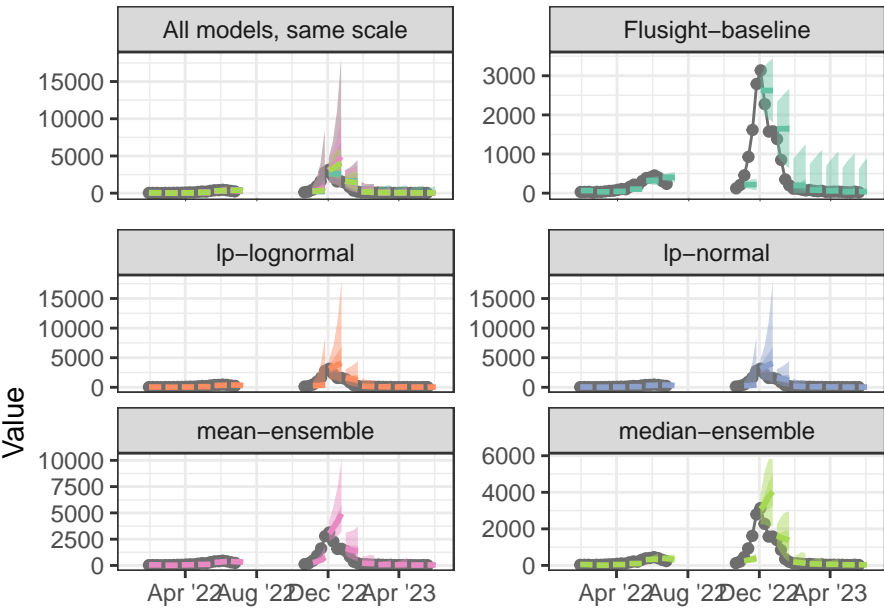 All models, same scale
Flusight−baseline
15000
10000
5000
0
3000
2000
1000
0
lp−lognormal
lp−normal
15000
10000
5000
0
15000
10000
5000
0
Value
mean−ensemble
median−ensemble
10000
7500
5000
2500
0
6000
4000
2000
0
Apr '22 Aug '22 Dec '22 Apr '23
Apr '22 Aug '22 Dec '22 Apr '23